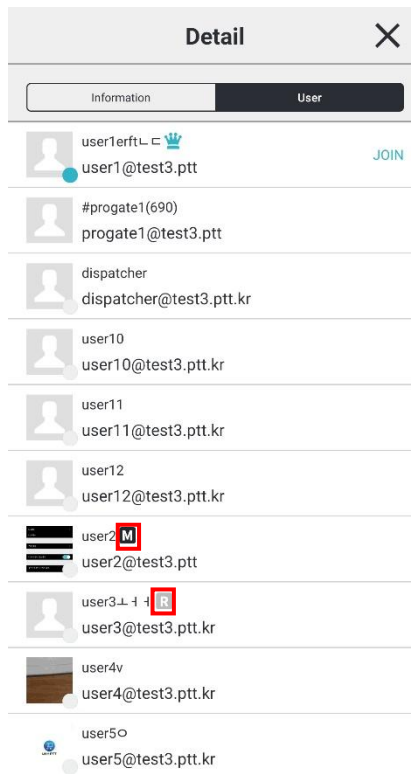 Detail
Information
User
user1erftㄴㄷ
user1@test3.ptt
JOIN
#progate1(690)
progate1@test3.ptt
dispatcher
dispatcher@test3.ptt.kr
user10
user10@test3.ptt.kr
user11
user11@test3.ptt.kr
user12
user12@test3.ptt.kr
user2 M
user2@test3.ptt
user3ㅗㅓㅓ R
user3@test3.ptt.kr
user4v
user4@test3.ptt.kr
user5ㅇ
user5@test3.ptt.kr